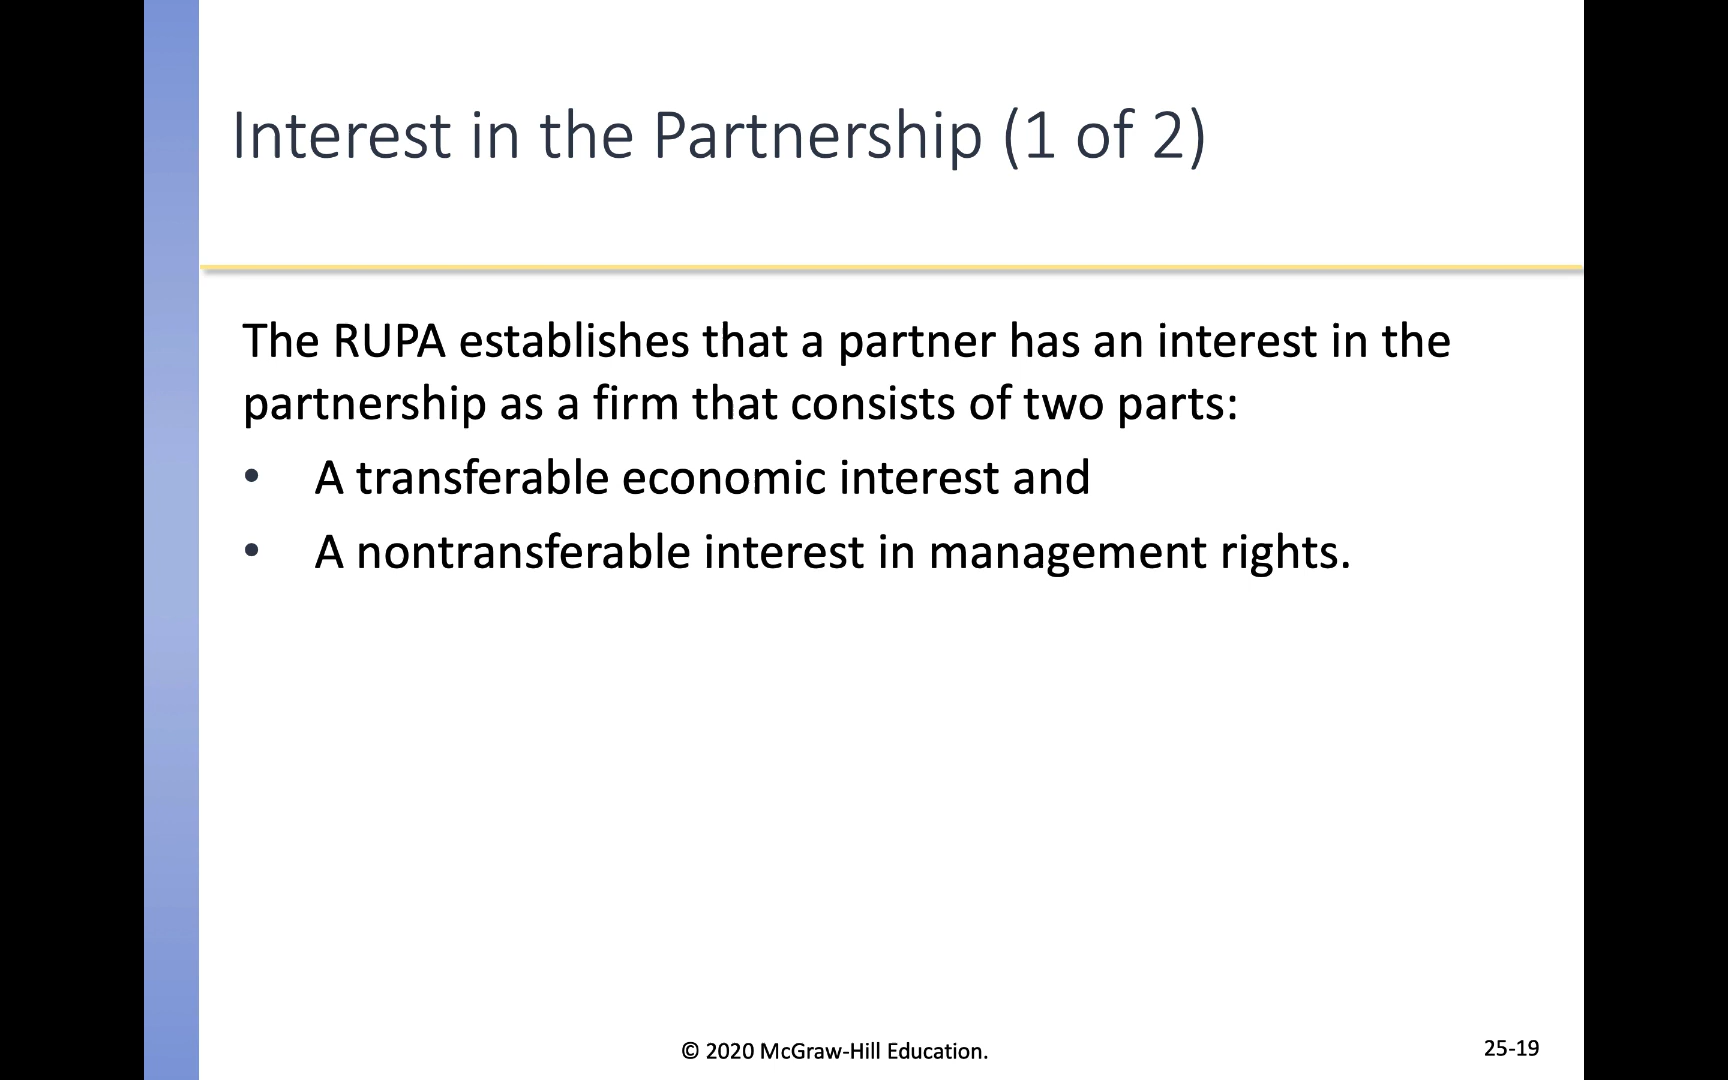 Interest in the Partnership (1 of 2)
The RUPA establishes that a partner has an interest in the
partnership as a firm that consists of two parts:
• A transferable economic interest and
• A nontransferable interest in management rights.
© 2020 McGraw-Hill Education.
25-19